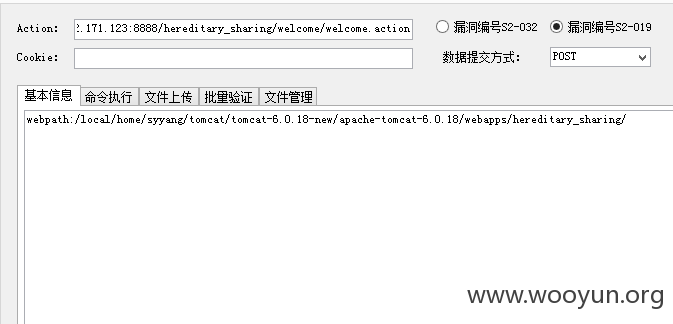 Action: 2.171.123:8888/hereditary_sharing/welcome/welcome.action 漏洞编号S2-032 漏洞编号S2-019
Cookie: 数据提交方式: POST
基本信息 命令执行 文件上传 批量验证 文件管理
webpath:/local/home/syyang/tomcat/tomcat-6.0.18-new/apache-tomcat-6.0.18/webapps/hereditary_sharing/
www.wooyun.org